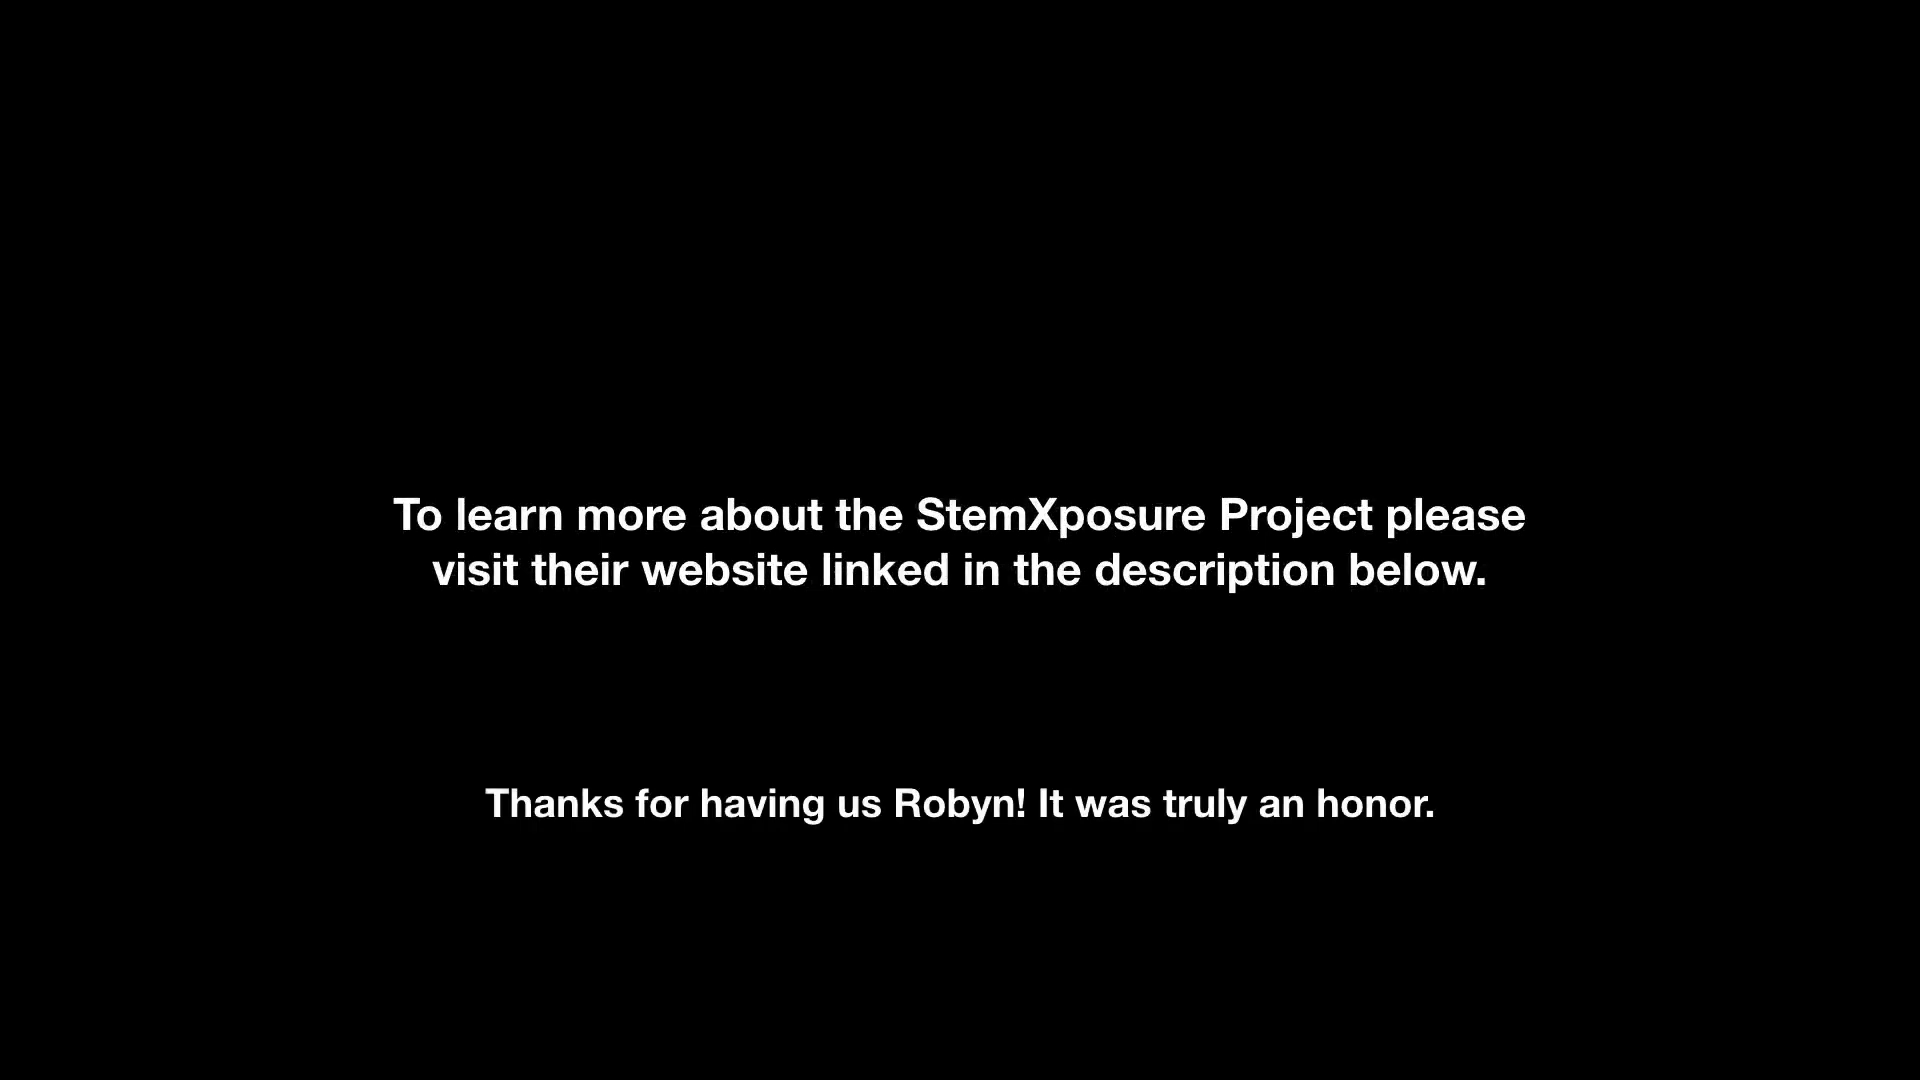 To learn more about the StemXposure Project please
visit their website linked in the description below.
Thanks for having us Robyn! It was truly an honor.